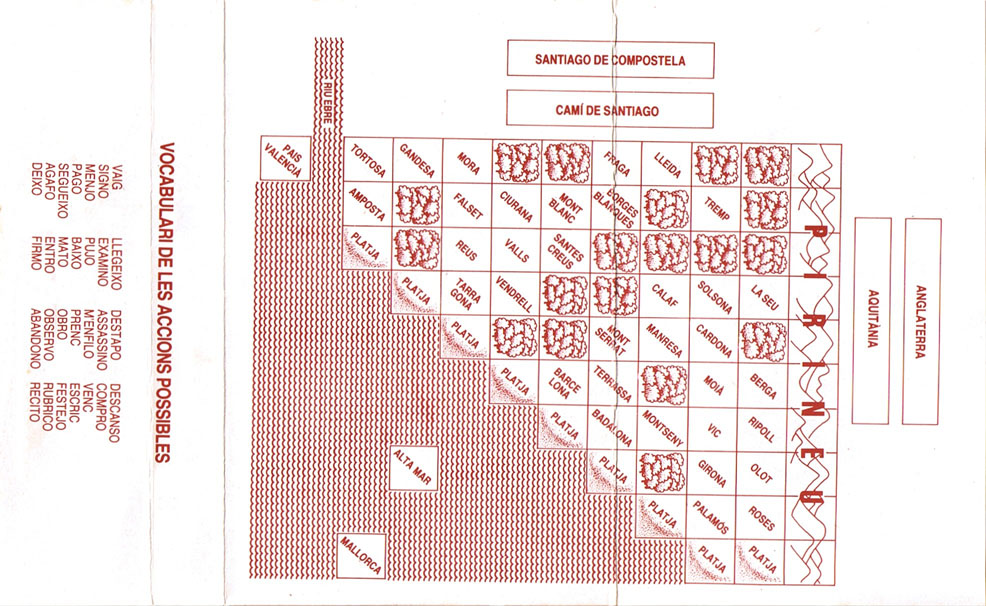 SANTIAGO DE COMPOSTELA
CAMÍ DE SANTIAGO
RIU EBRE
PAIS
VALENCIÀ
TORTOSA
GANDESA
MORA
FRAGA
LLEIDA
AMPOSTA
FALSET
CIURANA
MONT
BLANC
BORGES
BLANQUES
TREMP
PLATJA
REUS
VALLS
SANTES
CREUS
PLATJA
TARRA
GONA
VENDRELL
CALAF
SOLSONA
LA SEU
PLATJA
MONT
SERRAT
MANRESA
CARDONA
PLATJA
BARCE
LONA
TERRASSA
MOIA
BERGA
PLATJA
BADALONA
MONTSENY
VIC
RIPOLL
ALTA MAR
PLATJA
GIRONA
OLOT
PLATJA
PALAMÓS
ROSES
MALLORCA
PLATJA
PLATJA
PIRINEU
AQUITÀNIA
ANGLATERRA
VOCABULARI DE LES ACCIONS POSSIBLES
VAIG LLEGEIXO DESTAPO DESCANSO
SIGNO EXAMINO ASSASSINO COMPRO
MENJO PUJO M'ENFILO VENC
PAGO BAIXO PRENC ESCRIC
SEGUEIXO MATO OBRO FESTEJO
AGAFO ENTRO OBSERVO RUBRICO
DEIXO FIRMO ABANDONO RECITO